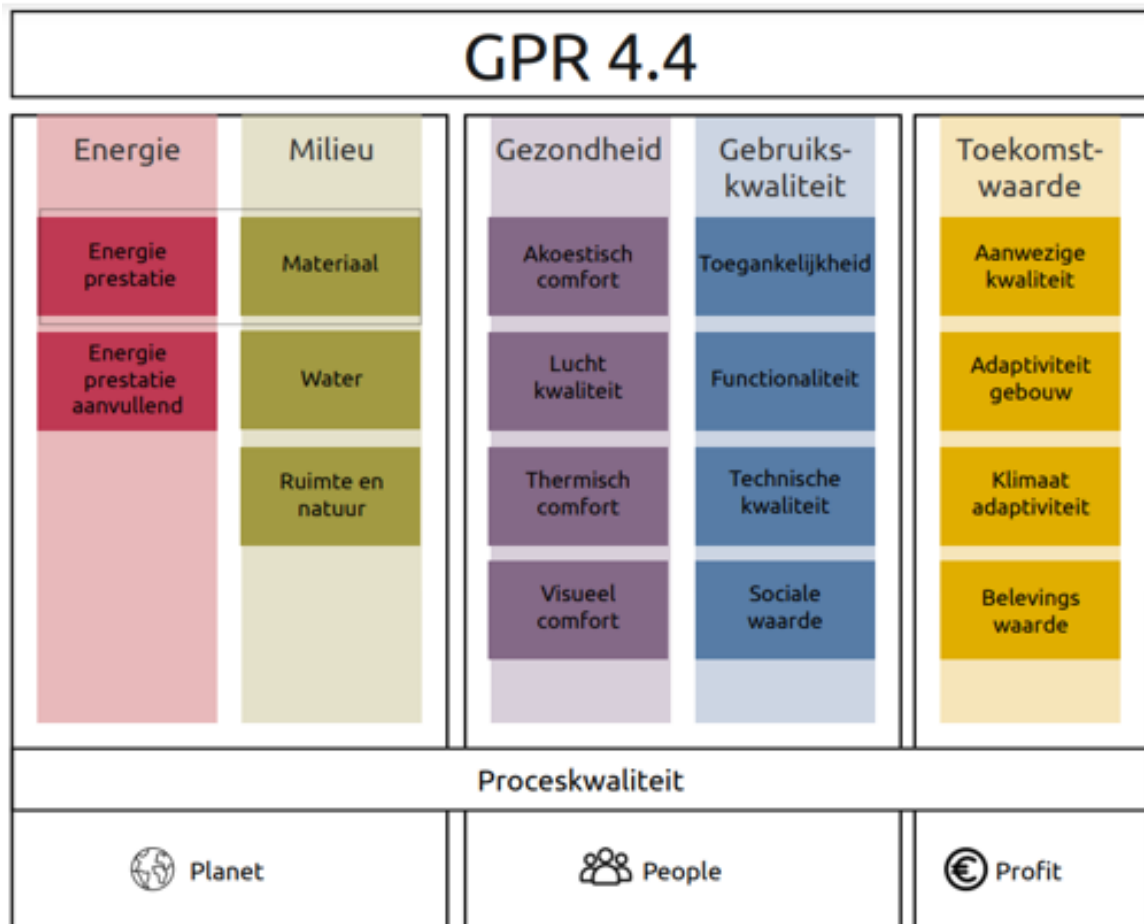 GPR 4.4
Energie
Energie
prestatie
Energie
prestatie
aanvullend
Milieu
Materiaal
Water
Ruimte en
natuur
Gezondheid
Akoestisch
comfort
Lucht
kwaliteit
Thermisch
comfort
Visueel
comfort
Gebruiks-
kwaliteit
Toegankelijkheid
Functionaliteit
Technische
kwaliteit
Sociale
waarde
Toekomst-
waarde
Aanwezige
kwaliteit
Adaptiviteit
gebouw
Klimaat
adaptiviteit
Belevings
waarde
Proceskwaliteit
Planet
People
€ Profit